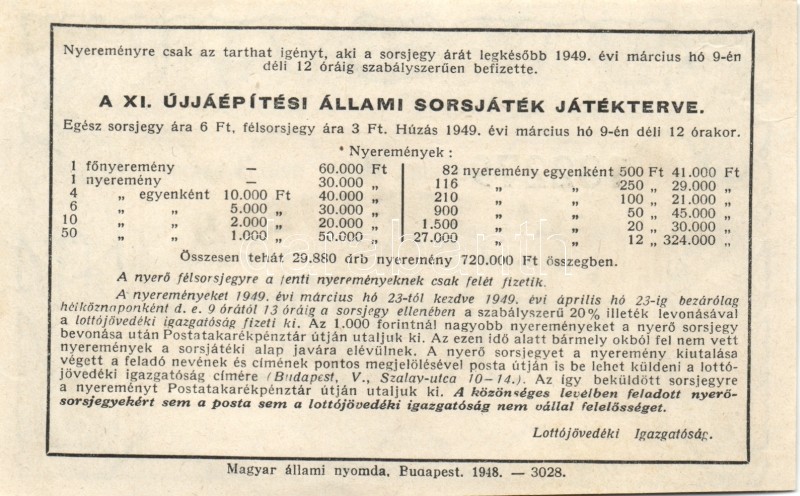 Nyereményre csak az tarthat igényt, aki a sorsjegy árát legkésőbb 1949. évi március hó 9-én
déli 12 óráig szabályszerűen befizette.
A XI. ÚJJÁÉPÍTÉSI ÁLLAMI SORSJÁTÉK JÁTÉKTERVE.
Egész sorsjegy ára 6 Ft, félsorsjegy ára 3 Ft. Húzás 1949. évi március hó 9-én déli 12 órakor.
* Nyeremények :
1 főnyeremény — 60.000 Ft
1 nyeremény — 30.000 „
4 „ egyenként 10.000 Ft 40.000 „
6 „ „ 5.000 „ 30.000 „
10 „ „ 2.000 „ 20.000 „
50 „ „ 1.000 „ 50.000 „
82 nyeremény egyenként 500 Ft 41.000 Ft
116 „ „ 250 „ 29.000 „
210 „ „ 100 „ 21.000 „
900 „ „ 50 „ 45.000 „
1.500 „ „ 20 „ 30.000 „
27.000 „ „ 12 „ 324.000 „
Összesen tehát 29.880 drb nyeremény 720.000 Ft összegben.
A nyerő félsorsjegyre a fenti nyereményeknek csak felét fizetik.
A nyereményeket 1949. évi március hó 23-tól kezdve 1949. évi április hó 23-ig bezárólag
hétköznaponként d. e. 9 órától 13 óráig a sorsjegy ellenében a szabályszerű 20% illeték levonásával
a lottójövedéki igazgatóság fizeti ki. Az 1.000 forintnál nagyobb nyereményeket a nyerő sorsjegy
bevonása után Postatakarékpénztár útján utaljuk ki. Az ezen idő alatt bármely okból fel nem vett
nyeremények a sorsjátéki alap javára elévülnek. A nyerő sorsjegyet a nyeremény kiutalása
végett a feladó nevének és címének pontos megjelölésével posta útján is be lehet küldeni a lottó-
jövedéki igazgatóság címére (Budapest, V., Szalay-utca 10—14.). Az így beküldött sorsjegyre
a nyereményt Postatakarékpénztár útján utaljuk ki. A közönséges levélben feladott nyerő-
sorsjegyekért sem a posta sem a lottójövedéki igazgatóság nem vállal felelősséget.
Lottójövedéki Igazgatóság.
Magyar állami nyomda, Budapest. 1948. — 3028.